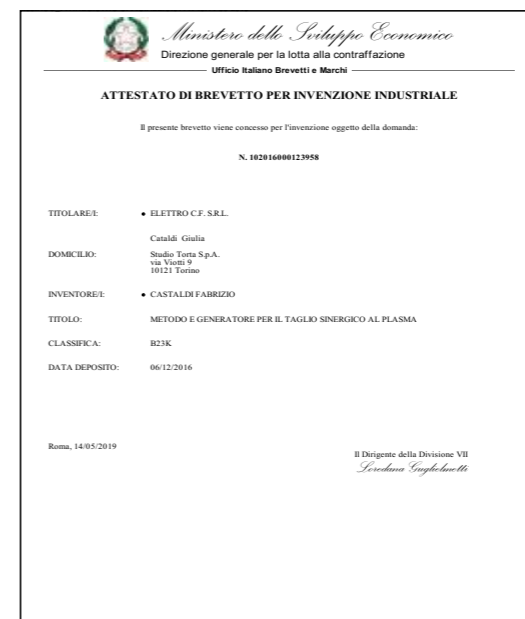 Ministero dello Sviluppo Economico
Direzione generale per la lotta alla contraffazione
Ufficio Italiano Brevetti e Marchi
ATTESTATO DI BREVETTO PER INVENZIONE INDUSTRIALE
Il presente brevetto viene concesso per l'invenzione oggetto della domanda:
N. 102016000123958
TITOLARE/I: • ELETTRO C.F. S.R.L.
Cataldi Giulia
DOMICILIO: Studio Torta S.p.A.
via Viotti 9
10121 Torino
INVENTORE/I: • CASTALDI FABRIZIO
TITOLO: METODO E GENERATORE PER IL TAGLIO SINERGICO AL PLASMA
CLASSIFICA: B23K
DATA DEPOSITO: 06/12/2016
Roma, 14/05/2019
Il Dirigente della Divisione VII
Loredana Guglielmetti